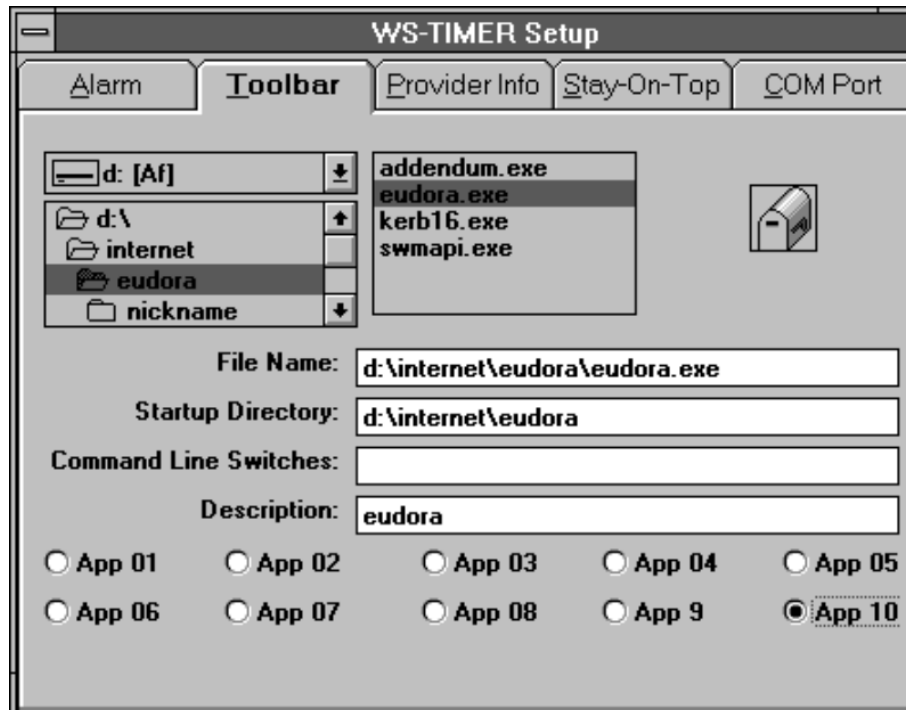 WS-TIMER Setup
Alarm Toolbar Provider Info Stay-On-Top COM Port
d: [Af]
d:\
internet
eudora
nickname
addendum.exe
eudora.exe
kerb16.exe
swmapi.exe
File Name: d:\internet\eudora\eudora.exe
Startup Directory: d:\internet\eudora
Command Line Switches:
Description: eudora
App 01 App 02 App 03 App 04 App 05
App 06 App 07 App 08 App 9 App 10